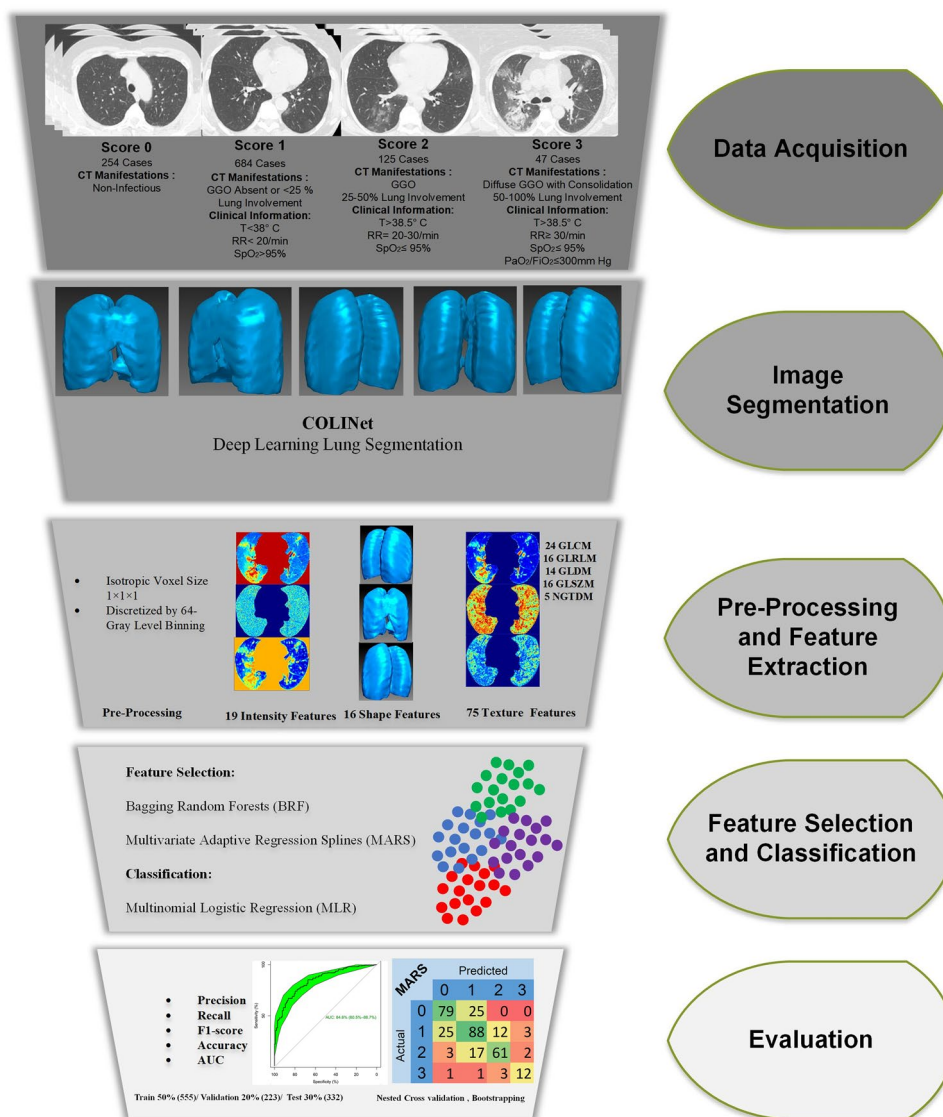 Score 0
254 Cases
CT Manifestations :
Non-Infectious
Score 1
684 Cases
CT Manifestations :
GGO Absent or <25 %
Lung Involvement
Clinical Information:
T<38° C
RR< 20/min
SpO₂>95%
Score 2
125 Cases
CT Manifestations :
GGO
25-50% Lung Involvement
Clinical Information:
T>38.5° C
RR= 20-30/min
SpO₂≤ 95%
Score 3
47 Cases
CT Manifestations :
Diffuse GGO with Consolidation
50-100% Lung Involvement
Clinical Information:
T>38.5° C
RR≥ 30/min
SpO₂≤ 95%
PaO₂/FiO₂≤300mm Hg
Data Acquisition
COLINet
Deep Learning Lung Segmentation
Image
Segmentation
• Isotropic Voxel Size
1×1×1
• Discretized by 64-
Gray Level Binning
Pre-Processing
19 Intensity Features
16 Shape Features
24 GLCM
16 GLRLM
14 GLDM
16 GLSZM
5 NGTDM
75 Texture Features
Pre-Processing
and Feature
Extraction
Feature Selection:
Bagging Random Forests (BRF)
Multivariate Adaptive Regression Splines (MARS)
Classification:
Multinomial Logistic Regression (MLR)
Feature Selection
and Classification
• Precision
• Recall
• F1-score
• Accuracy
• AUC
Sensitivity (%)
100
50
100 80 60 40 20 0
Specificity (%)
MARS
Predicted
0 1 2 3
Actual
0 79 25 0 0
1 25 88 12 3
2 3 17 61 2
3 1 1 3 12
Train 50% (555)/ Validation 20% (223)/ Test 30% (332)
Nested Cross validation , Bootstrapping
Evaluation